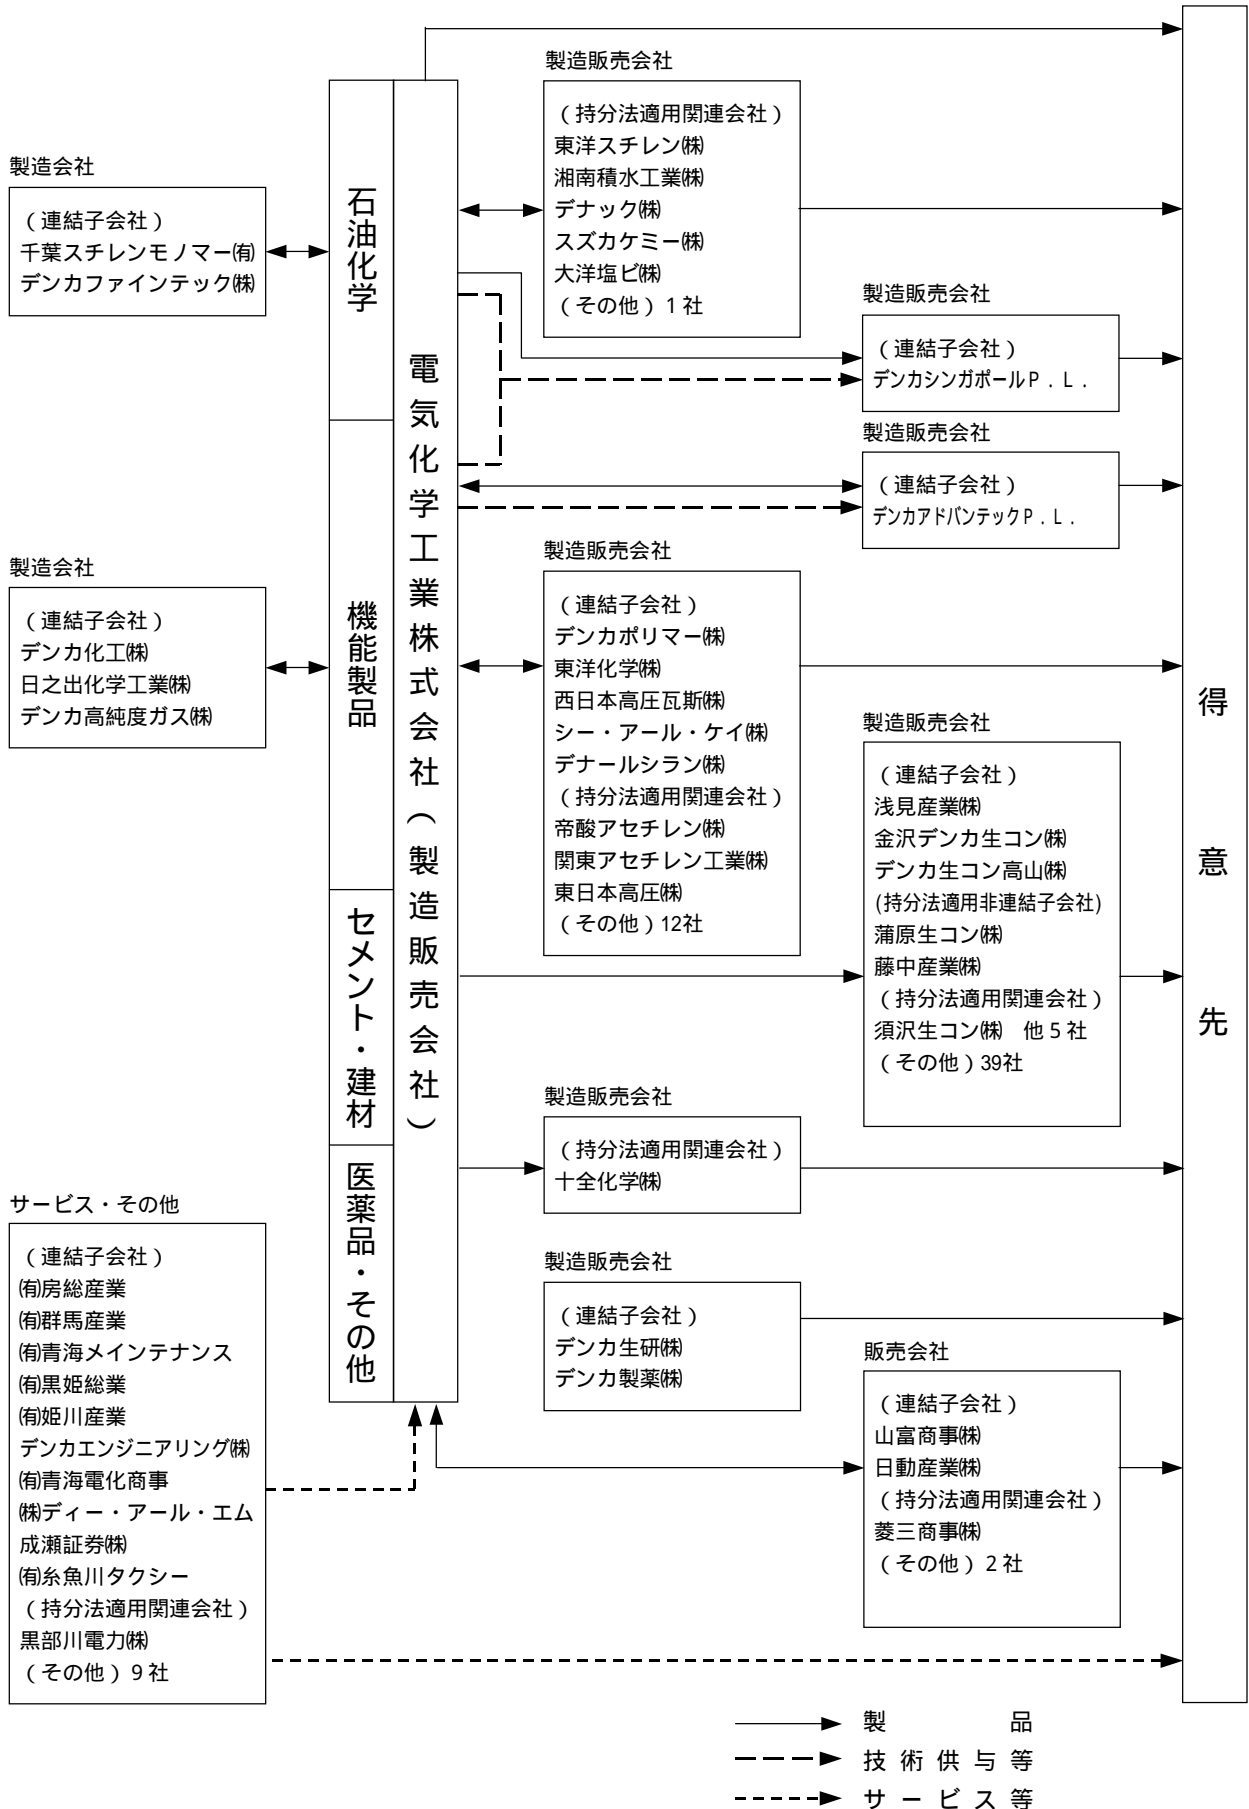 製造会社
(連結子会社)
千葉スチレンモノマー㈲
デンカファインテック㈱
製造会社
(連結子会社)
デンカ化工㈱
日之出化学工業㈱
デンカ高純度ガス㈱
サービス・その他
(連結子会社)
㈲房総産業
㈲群馬産業
㈲青海メインテナンス
㈲黒姫総業
㈲姫川産業
デンカエンジニアリング㈱
㈲青海電化商事
㈱ディー・アール・エム
成瀬証券㈱
㈲糸魚川タクシー
(持分法適用関連会社)
黒部川電力㈱
(その他)9社
石油化学
機能製品
セメント・建材
医薬品・その他
電気化学工業株式会社(製造販売会社)
製造販売会社
(持分法適用関連会社)
東洋スチレン㈱
湘南積水工業㈱
デナック㈱
スズカケミー㈱
大洋塩ビ㈱
(その他)1社
製造販売会社
(連結子会社)
デンカシンガポールP.L.
製造販売会社
(連結子会社)
デンカアドバンテックP.L.
製造販売会社
(連結子会社)
デンカポリマー㈱
東洋化学㈱
西日本高圧瓦斯㈱
シー・アール・ケイ㈱
デナールシラン㈱
(持分法適用関連会社)
帝酸アセチレン㈱
関東アセチレン工業㈱
東日本高圧㈱
(その他)12社
製造販売会社
(連結子会社)
浅見産業㈱
金沢デンカ生コン㈱
デンカ生コン高山㈱
(持分法適用非連結子会社)
蒲原生コン㈱
藤中産業㈱
(持分法適用関連会社)
須沢生コン㈱ 他5社
(その他)39社
製造販売会社
(持分法適用関連会社)
十全化学㈱
製造販売会社
(連結子会社)
デンカ生研㈱
デンカ製薬㈱
販売会社
(連結子会社)
山富商事㈱
日動産業㈱
(持分法適用関連会社)
菱三商事㈱
(その他)2社
得意先
製品
技術供与等
サービス等